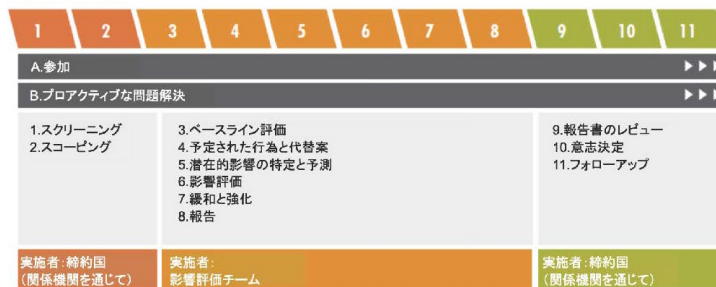 1 2 3 4 5 6 7 8 9 10 11
A.参加
B.プロアクティブな問題解決
1.スクリーニング
2.スコーピング
3.ベースライン評価
4.予定された行為と代替案
5.潜在的影響の特定と予測
6.影響評価
7.緩和と強化
8.報告
9.報告書のレビュー
10.意志決定
11.フォローアップ
実施者:締約国
(関係機関を通じて)
実施者:
影響評価チーム
実施者:締約国
(関係機関を通じて)